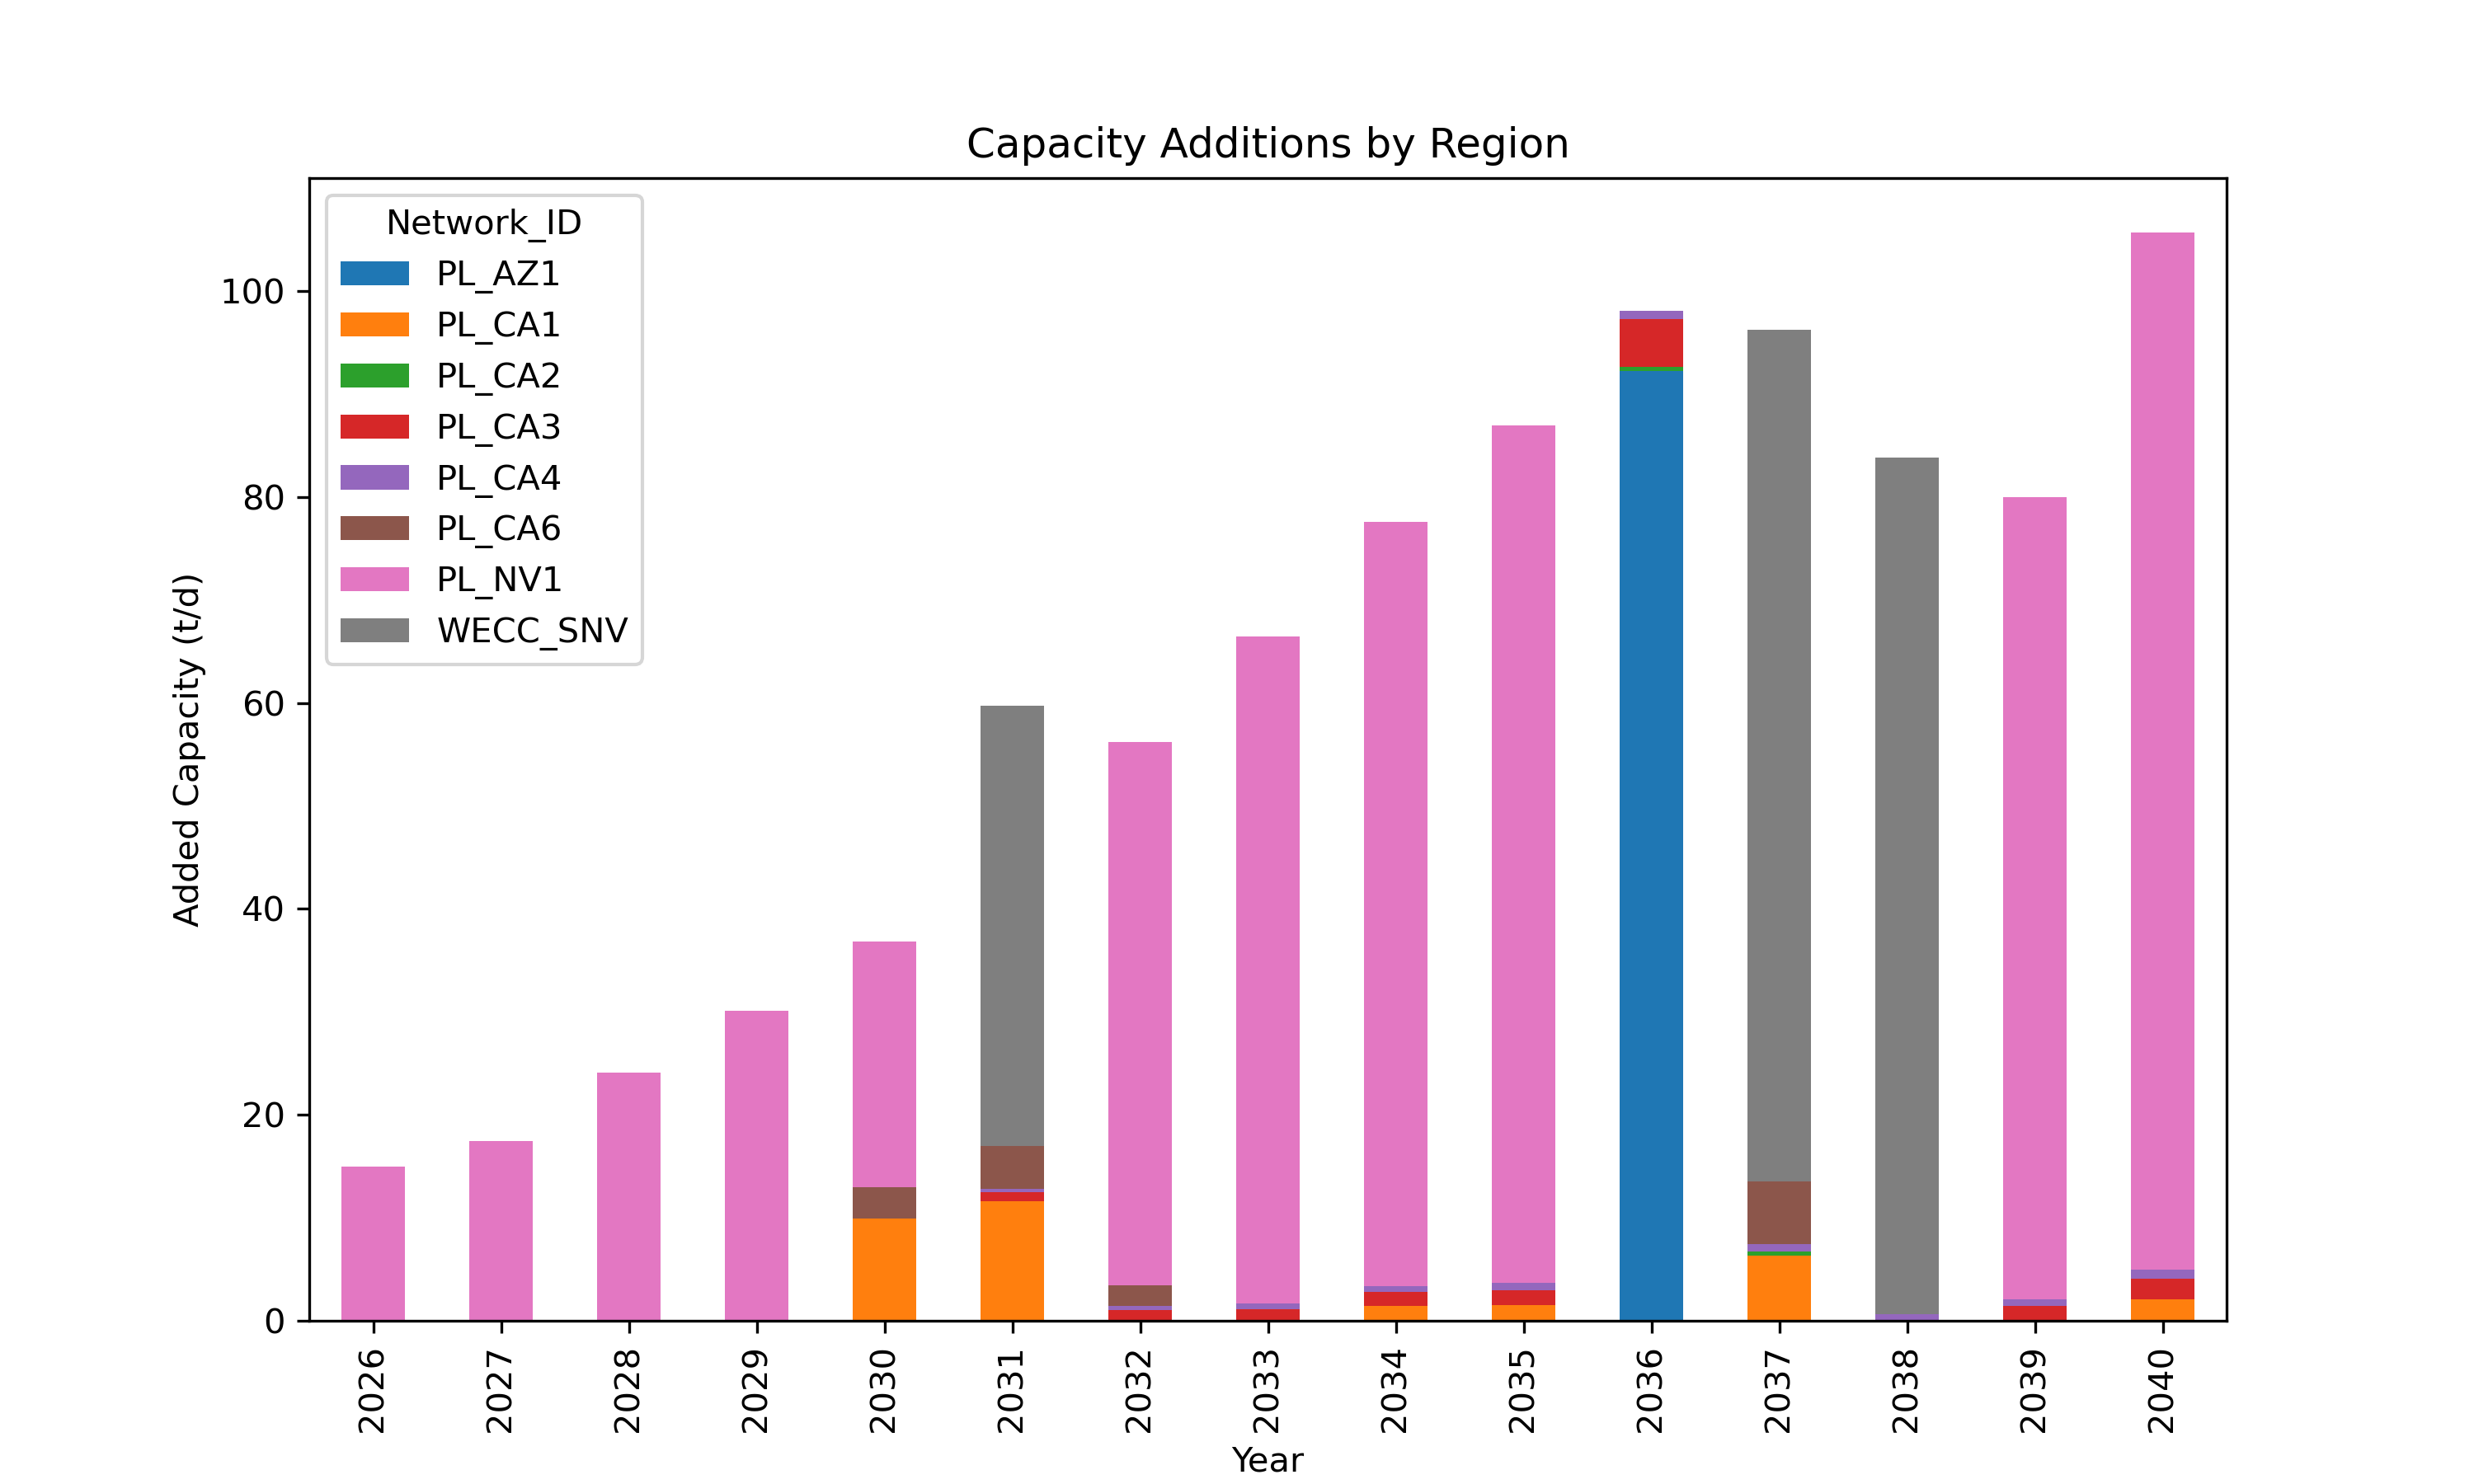 Capacity Additions by Region
Network_ID
PL_AZ1
PL_CA1
PL_CA2
PL_CA3
PL_CA4
PL_CA6
PL_NV1
WECC_SNV
Added Capacity (t/d)
100
80
60
40
20
0
2026
2027
2028
2029
2030
2031
2032
2033
2034
2035
2036
2037
2038
2039
2040
Year